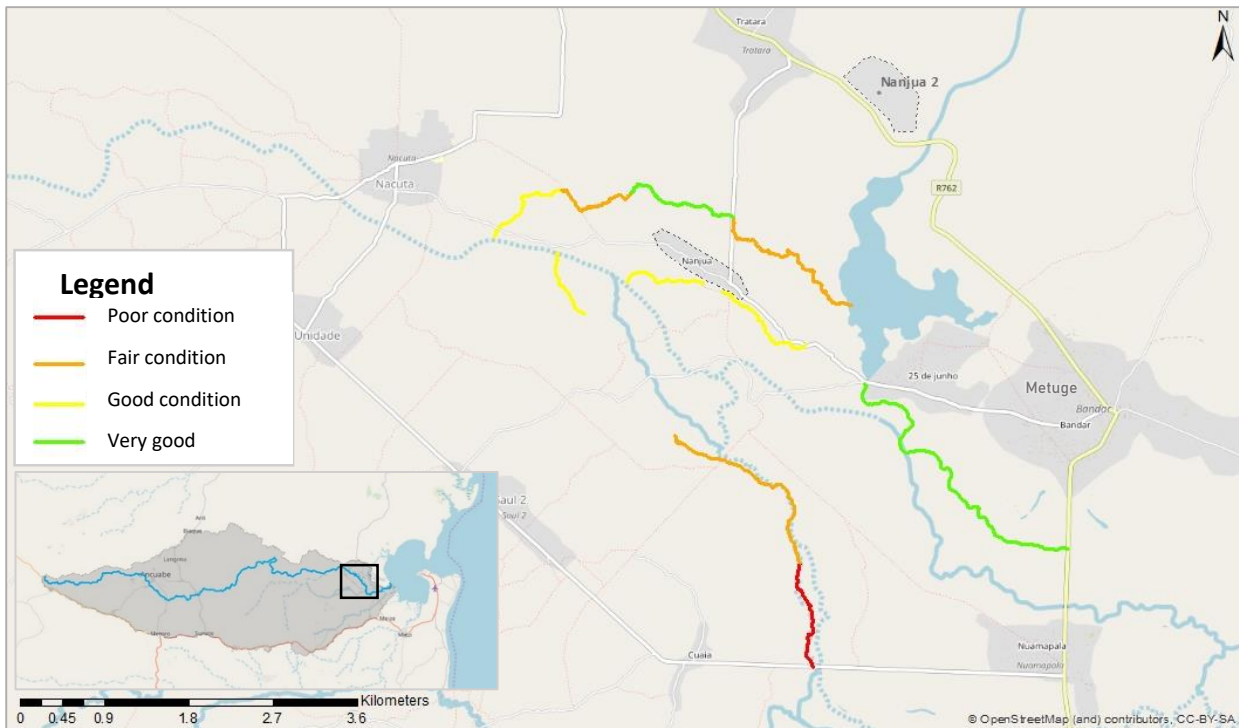 Tratara
Tratara
N
Nanjua 2
R762
Nacuta
Nacuta
Nanjua
Unidade
25 de junho
Metuge
Bandar
Bandar
Saul 2
Saul 2
Cuaia
Nuamapala
Nuamapala
Legend
Poor condition
Fair condition
Good condition
Very good
Ancuabe
Kilometers
0 0.45 0.9 1.8 2.7 3.6
© OpenStreetMap (and) contributors, CC-BY-SA